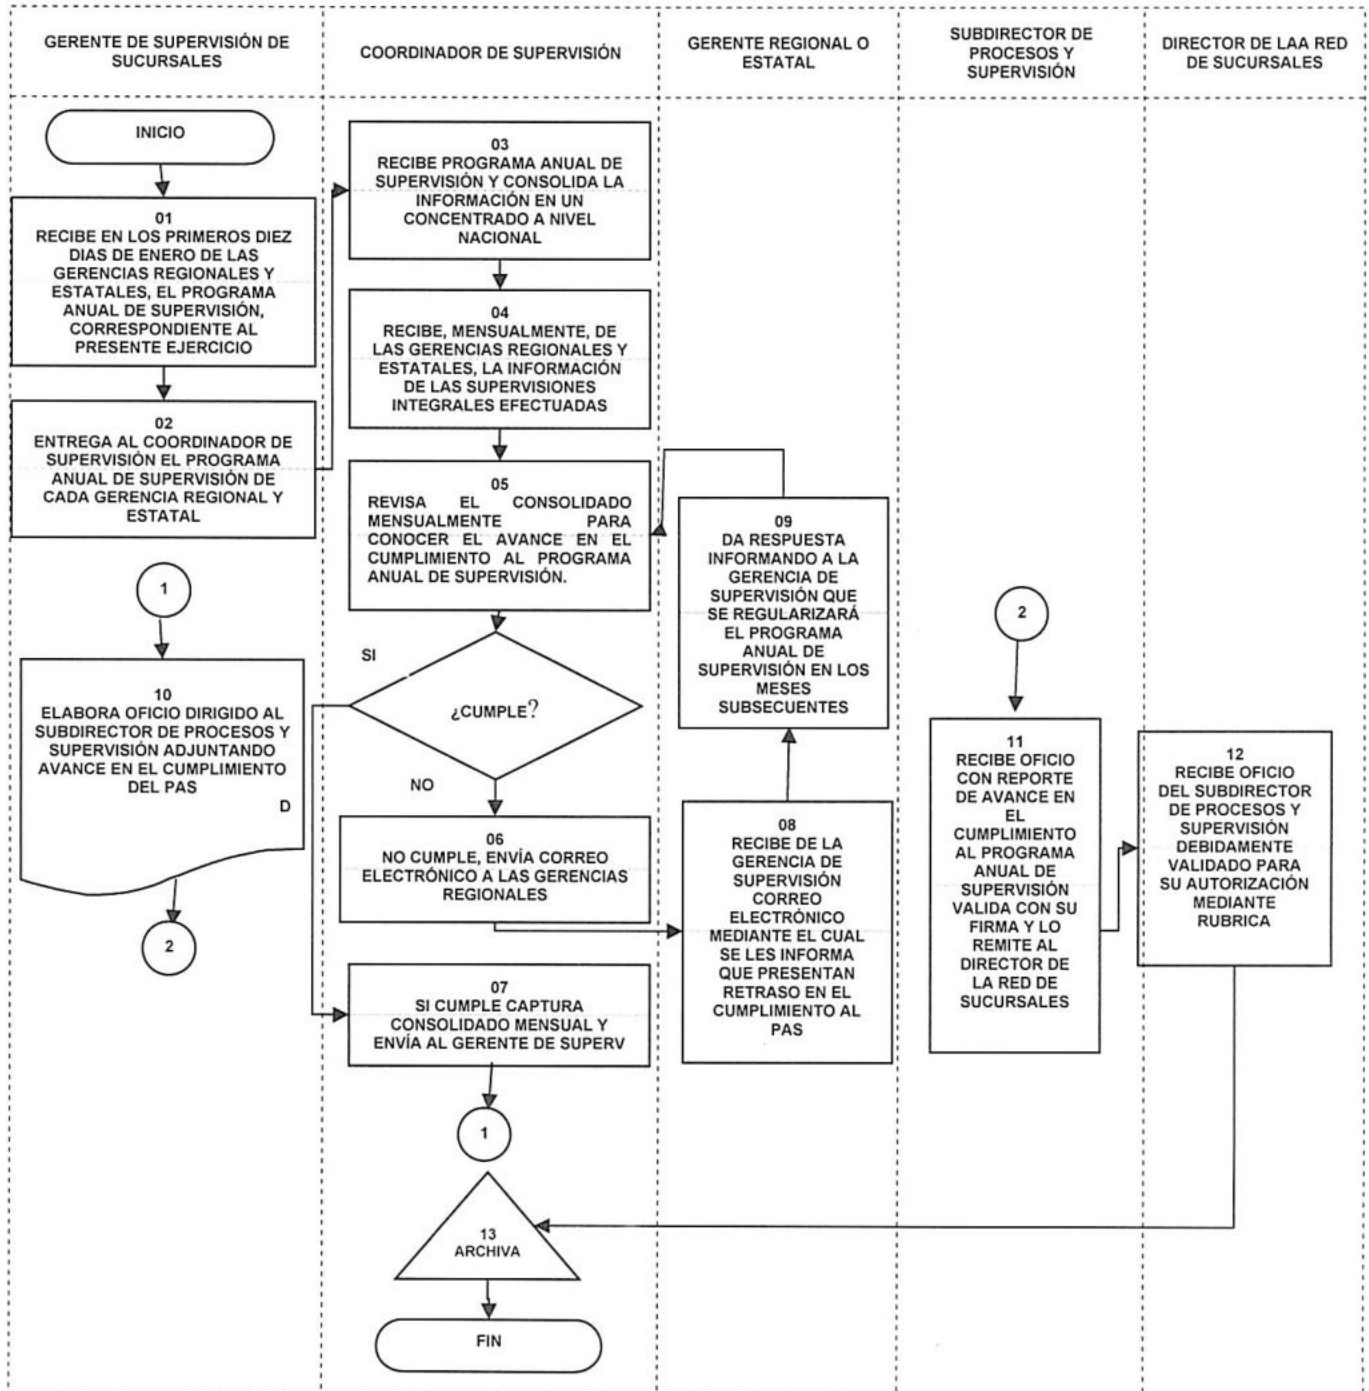 GERENTE DE SUPERVISIÓN DE
SUCURSALES
COORDINADOR DE SUPERVISIÓN
GERENTE REGIONAL O
ESTATAL
SUBDIRECTOR DE
PROCESOS Y
SUPERVISIÓN
DIRECTOR DE LAA RED
DE SUCURSALES
INICIO
01
RECIBE EN LOS PRIMEROS DIEZ
DIAS DE ENERO DE LAS
GERENCIAS REGIONALES Y
ESTATALES, EL PROGRAMA
ANUAL DE SUPERVISIÓN,
CORRESPONDIENTE AL
PRESENTE EJERCICIO
02
ENTREGA AL COORDINADOR DE
SUPERVISIÓN EL PROGRAMA
ANUAL DE SUPERVISIÓN DE
CADA GERENCIA REGIONAL Y
ESTATAL
1
10
ELABORA OFICIO DIRIGIDO AL
SUBDIRECTOR DE PROCESOS Y
SUPERVISIÓN ADJUNTANDO
AVANCE EN EL CUMPLIMIENTO
DEL PAS
D
2
03
RECIBE PROGRAMA ANUAL DE
SUPERVISIÓN Y CONSOLIDA LA
INFORMACIÓN EN UN
CONCENTRADO A NIVEL
NACIONAL
04
RECIBE, MENSUALMENTE, DE
LAS GERENCIAS REGIONALES Y
ESTATALES, LA INFORMACIÓN
DE LAS SUPERVISIONES
INTEGRALES EFECTUADAS
05
REVISA EL CONSOLIDADO
MENSUALMENTE PARA
CONOCER EL AVANCE EN EL
CUMPLIMIENTO AL PROGRAMA
ANUAL DE SUPERVISIÓN.
SI
¿CUMPLE?
NO
06
NO CUMPLE, ENVÍA CORREO
ELECTRÓNICO A LAS GERENCIAS
REGIONALES
07
SI CUMPLE CAPTURA
CONSOLIDADO MENSUAL Y
ENVÍA AL GERENTE DE SUPERV
1
13
ARCHIVA
FIN
09
DA RESPUESTA
INFORMANDO A LA
GERENCIA DE
SUPERVISIÓN QUE
SE REGULARIZARÁ
EL PROGRAMA
ANUAL DE
SUPERVISIÓN EN LOS
MESES
SUBSECUENTES
08
RECIBE DE LA
GERENCIA DE
SUPERVISIÓN
CORREO
ELECTRÓNICO
MEDIANTE EL CUAL
SE LES INFORMA
QUE PRESENTAN
RETRASO EN EL
CUMPLIMIENTO AL
PAS
2
11
RECIBE OFICIO
CON REPORTE
DE AVANCE EN
EL
CUMPLIMIENTO
AL PROGRAMA
ANUAL DE
SUPERVISIÓN
VALIDA CON SU
FIRMA Y LO
REMITE AL
DIRECTOR DE
LA RED DE
SUCURSALES
12
RECIBE OFICIO
DEL SUBDIRECTOR
DE PROCESOS Y
SUPERVISIÓN
DEBIDAMENTE
VALIDADO PARA
SU AUTORIZACIÓN
MEDIANTE
RUBRICA